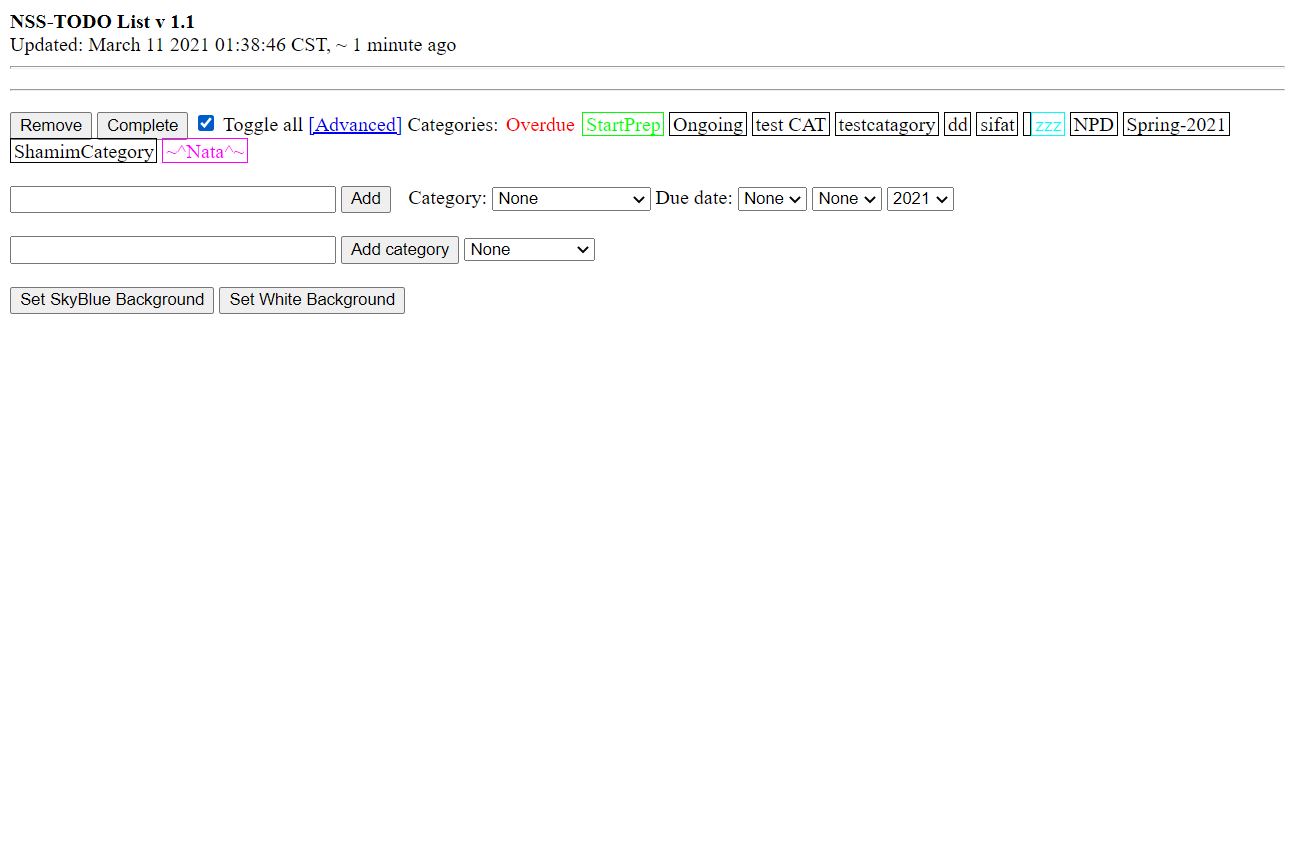 NSS-TODO List v 1.1
Updated: March 11 2021 01:38:46 CST, ~ 1 minute ago
Remove Complete Toggle all [Advanced] Categories: Overdue StartPrep Ongoing test CAT testcatagory dd sifat zzz NPD Spring-2021
ShamimCategory ~^Nata^~
Add Category: None Due date: None None 2021
Add category None
Set SkyBlue Background Set White Background